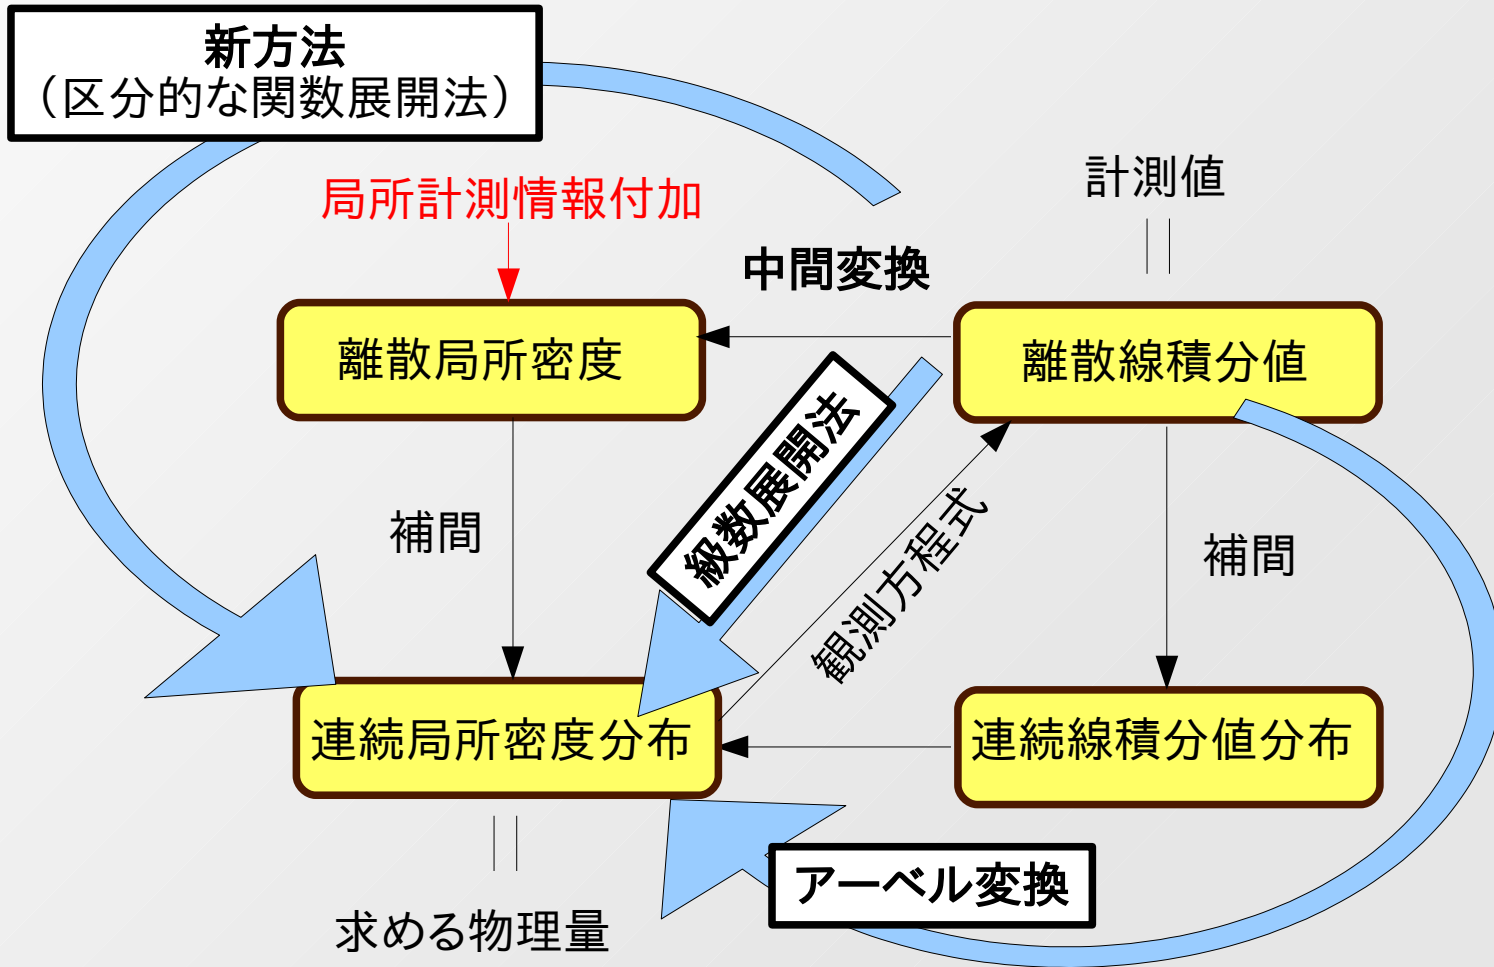 新方法
（区分的な関数展開法）
局所計測情報付加
計測値
中間変換
離散局所密度
離散線積分値
級数展開法
観測方程式
補間
補間
連続局所密度分布
連続線積分値分布
アーベル変換
求める物理量